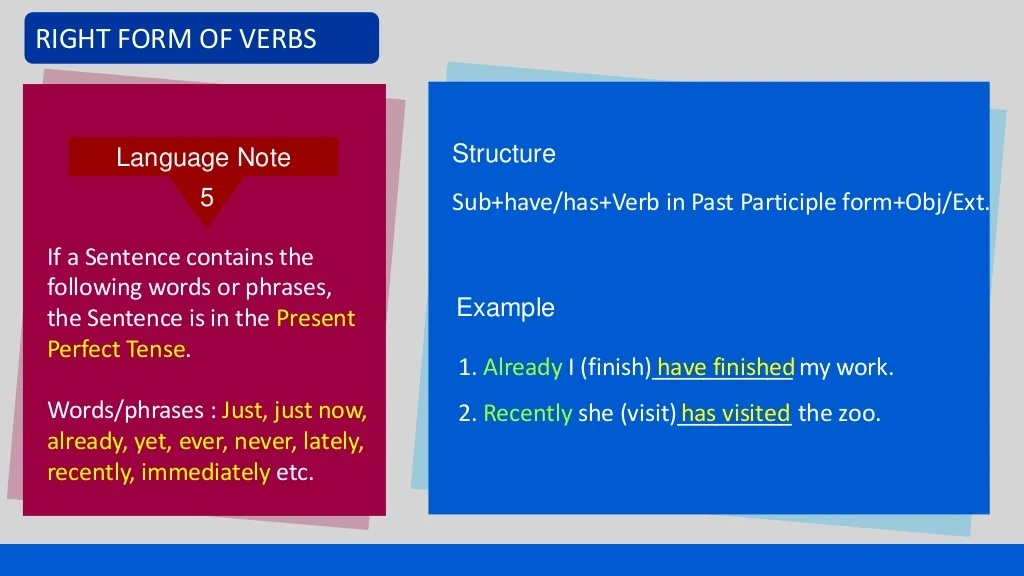 RIGHT FORM OF VERBS
Language Note
5
If a Sentence contains the
following words or phrases,
the Sentence is in the Present
Perfect Tense.
Words/phrases : Just, just now,
already, yet, ever, never, lately,
recently, immediately etc.
Structure
Sub+have/has+Verb in Past Participle form+Obj/Ext.
Example
1. Already I (finish) have finished my work.
2. Recently she (visit) has visited the zoo.